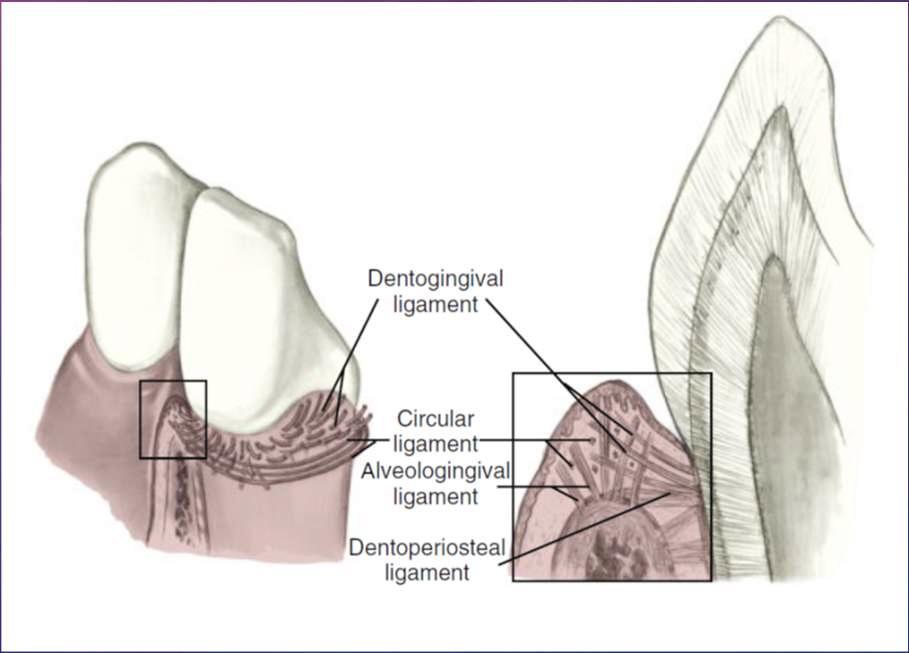 Dentogingival
ligament
Circular
ligament
Alveologingival
ligament
Dentoperiosteal
ligament